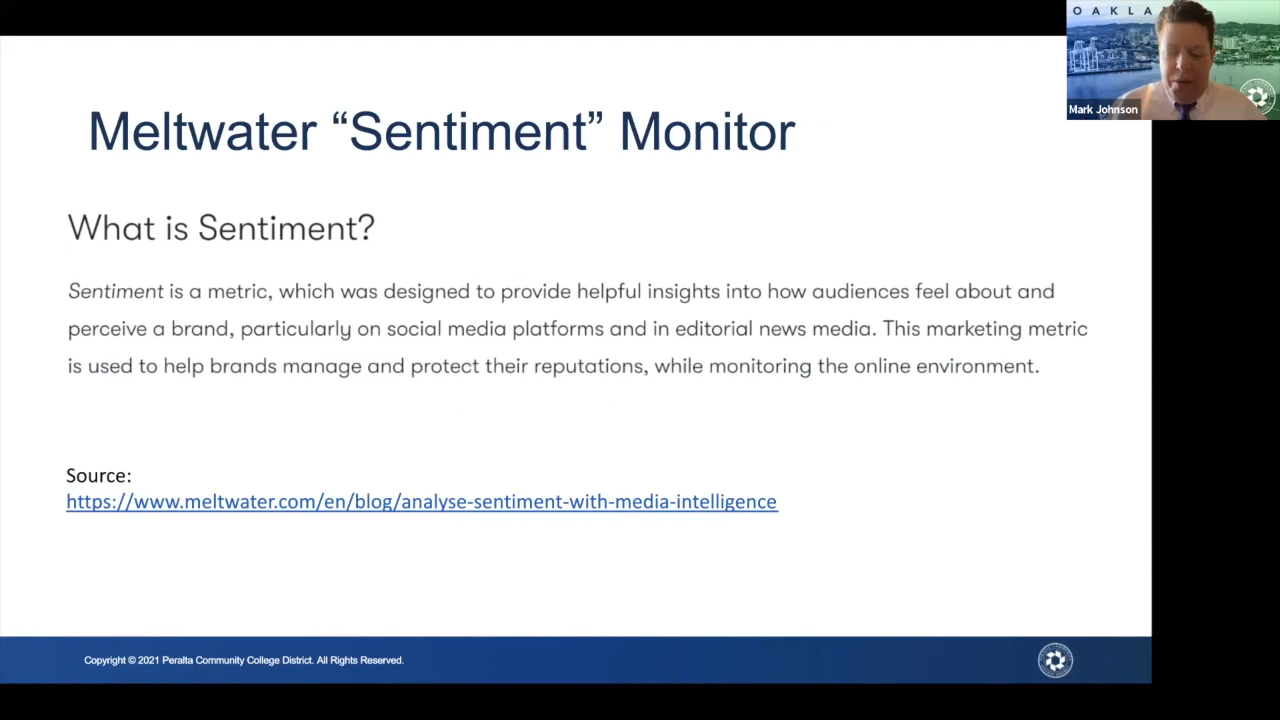 OAKLA
Mark Johnson
Meltwater “Sentiment” Monitor
What is Sentiment?
Sentiment is a metric, which was designed to provide helpful insights into how audiences feel about and
perceive a brand, particularly on social media platforms and in editorial news media. This marketing metric
is used to help brands manage and protect their reputations, while monitoring the online environment.
Source:
https://www.meltwater.com/en/blog/analyse-sentiment-with-media-intelligence
Copyright © 2021 Peralta Community College District. All Rights Reserved.